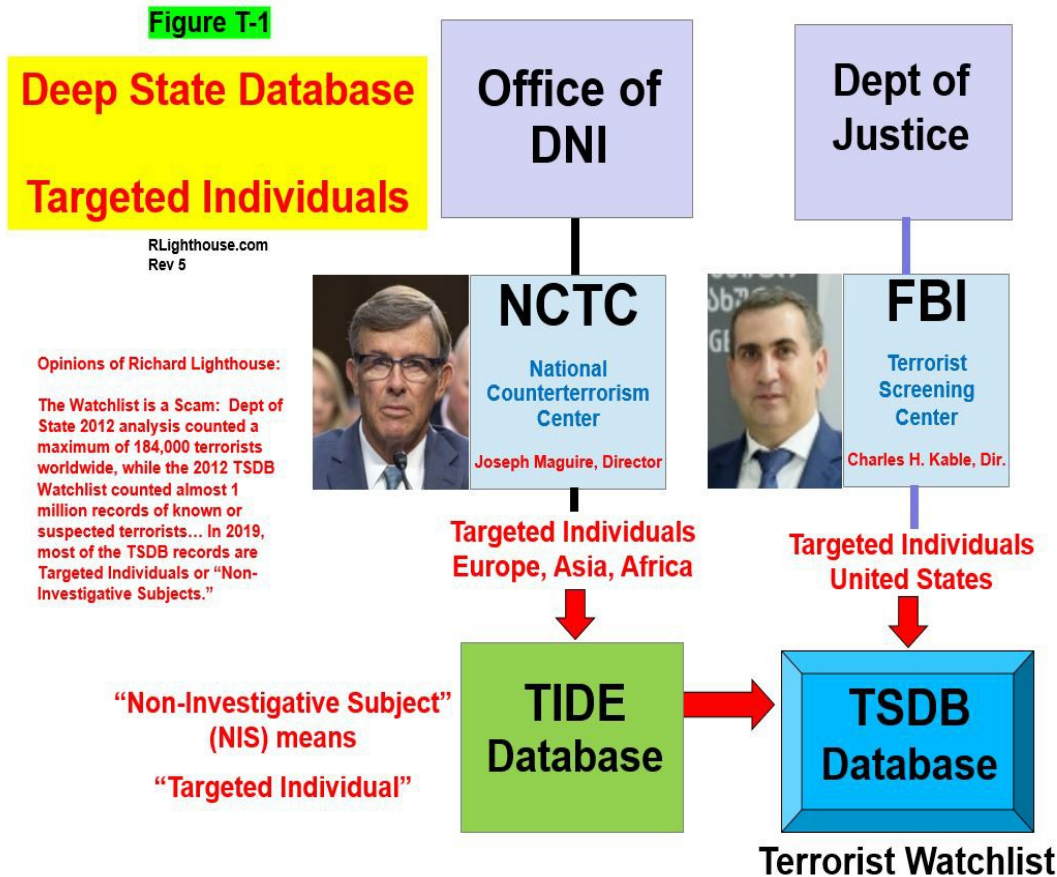 Figure T-1
Deep State Database
Targeted Individuals
RLighthouse.com
Rev 5
Opinions of Richard Lighthouse:
The Watchlist is a Scam: Dept of
State 2012 analysis counted a
maximum of 184,000 terrorists
worldwide, while the 2012 TSDB
Watchlist counted almost 1
million records of known or
suspected terrorists... In 2019,
most of the TSDB records are
Targeted Individuals or “Non-
Investigative Subjects.”
Office of
DNI
Dept of
Justice
NCTC
National
Counterterrorism
Center
Joseph Maguire, Director
FBI
Terrorist
Screening
Center
Charles H. Kable, Dir.
Targeted Individuals
Europe, Asia, Africa
Targeted Individuals
United States
“Non-Investigative Subject”
(NIS) means
“Targeted Individual”
TIDE
Database
TSDB
Database
Terrorist Watchlist